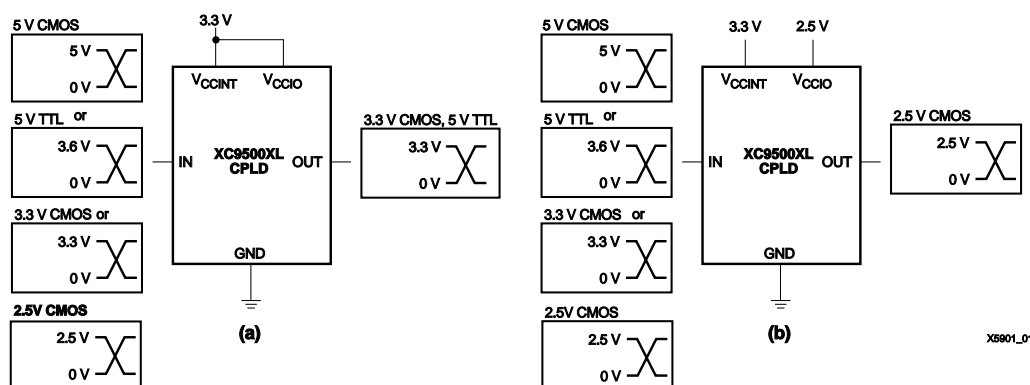 5 V CMOS
5 V
0 V
5 V TTL or
3.6 V
0 V
3.3 V CMOS or
3.3 V
0 V
2.5V CMOS
2.5 V
0 V
3.3 V
VCCINT VCCIO
IN XC9500XL OUT
CPLD
GND
(a)
3.3 V CMOS, 5 V TTL
3.3 V
0 V
5 V CMOS
5 V
0 V
5 V TTL or
3.6 V
0 V
3.3 V CMOS or
3.3 V
0 V
2.5V CMOS
2.5 V
0 V
3.3 V 2.5 V
VCCINT VCCIO
IN XC9500XL OUT
CPLD
GND
(b)
2.5 V CMOS
2.5 V
0 V